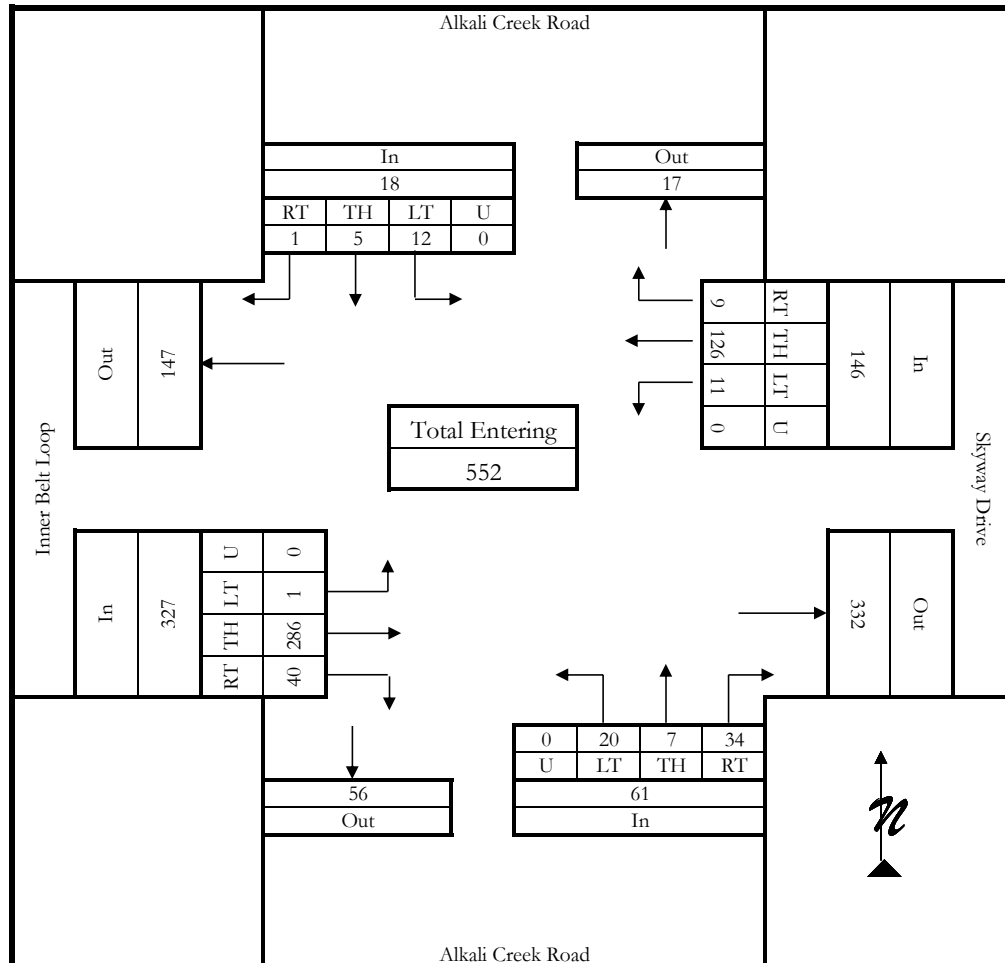 Alkali Creek Road
In
18
RT TH LT U
1 5 12 0
Out
17
Out
147
9 RT
126 TH
11 LT
0 U
146
In
Total Entering
552
Inner Belt Loop
Skyway Drive
In
327
U 0
LT 1
TH 286
RT 40
332
Out
0 20 7 34
U LT TH RT
61
In
56
Out
N
Alkali Creek Road